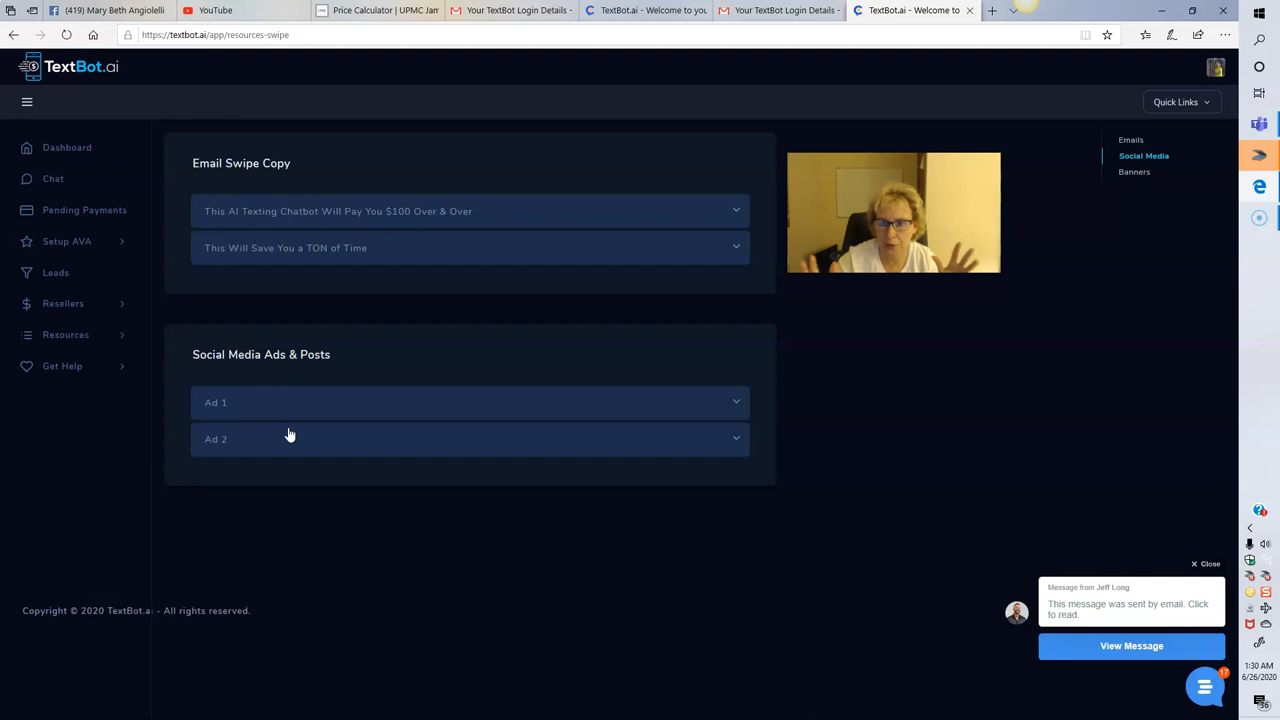 (419) Mary Beth Angiolelli
YouTube
Price Calculator | UPMC Jam
Your TextBot Login Details -
TextBot.ai - Welcome to you
Your TextBot Login Details -
TextBot.ai - Welcome to
https://textbot.ai/app/resources-swipe
TextBot.ai
Quick Links
Dashboard
Chat
Pending Payments
Setup AVA
Leads
Resellers
Resources
Get Help
Email Swipe Copy
This AI Texting Chatbot Will Pay You $100 Over & Over
This Will Save You a TON of Time
Social Media Ads & Posts
Ad 1
Ad 2
Emails
Social Media
Banners
Close
Message from Jeff Long
This message was sent by email. Click
to read.
View Message
17
Copyright © 2020 TextBot.ai - All rights reserved.
1:30 AM
6/26/2020
36